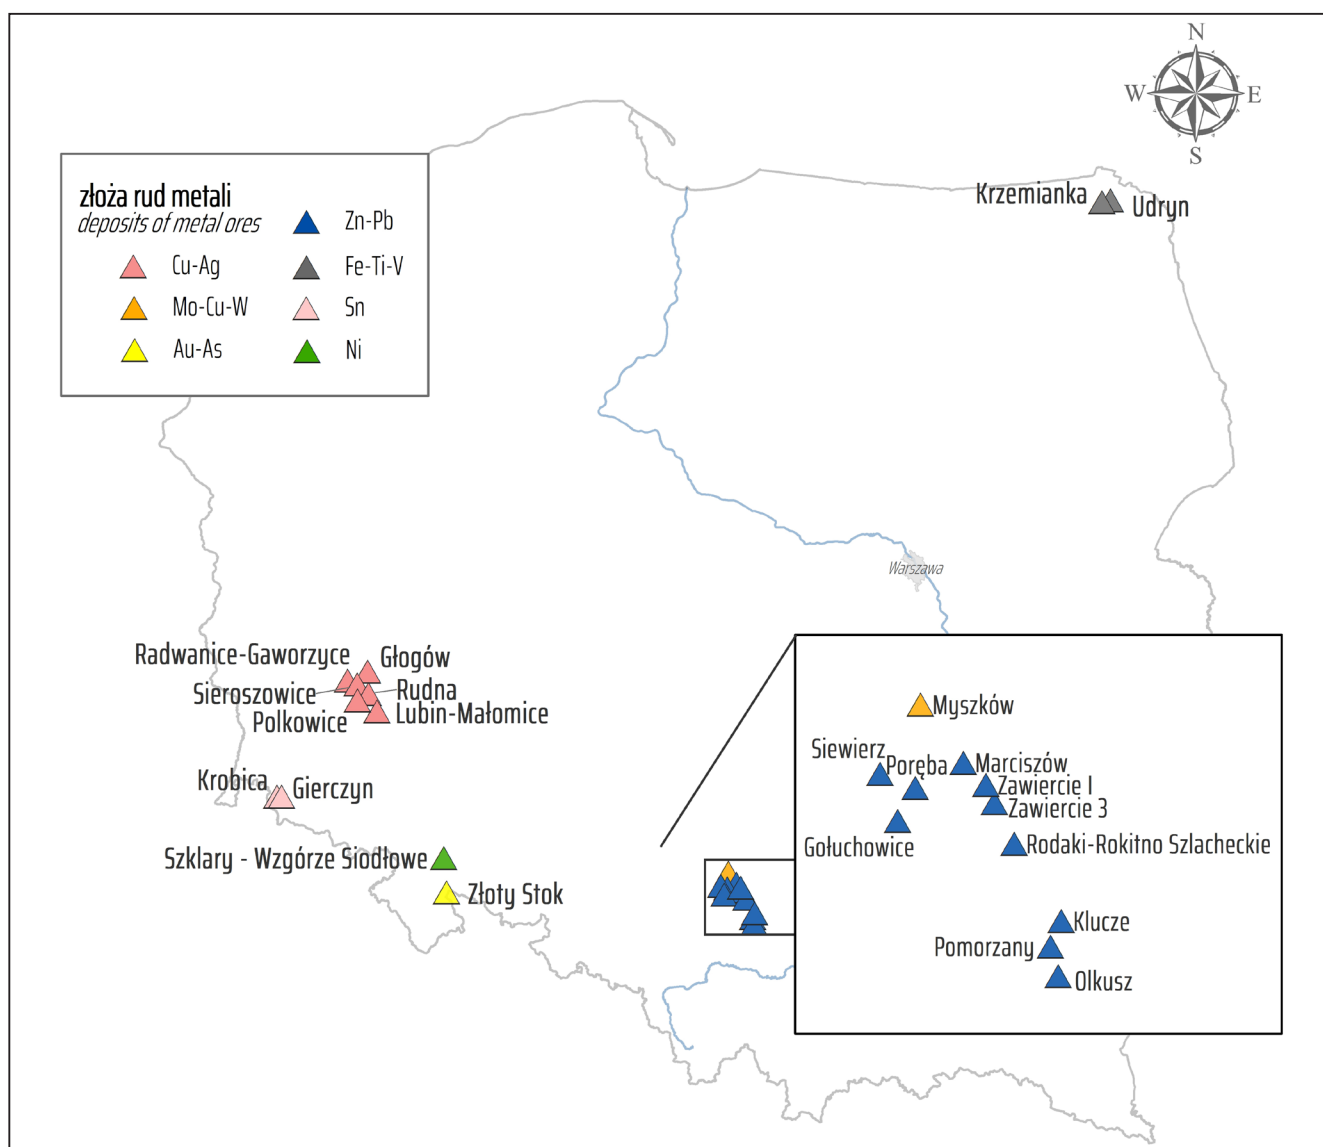 N
W
E
S
złoża rud metali
deposits of metal ores
Zn-Pb
Cu-Ag
Fe-Ti-V
Mo-Cu-W
Sn
Au-As
Ni
Krzemianka
Udryn
Warszawa
Radwanice-Gaworzyce
Głogów
Sieroszowice
Rudna
Polkowice
Lubin-Małomice
Krobica
Gierczyn
Szklary - Wzgórze Siodłowe
Złoty Stok
Myszków
Siewierz
Poręba
Marciszów
Zawiercie I
Zawiercie 3
Gołuchowice
Rodaki-Rokitno Szlacheckie
Klucze
Pomorzany
Olkusz